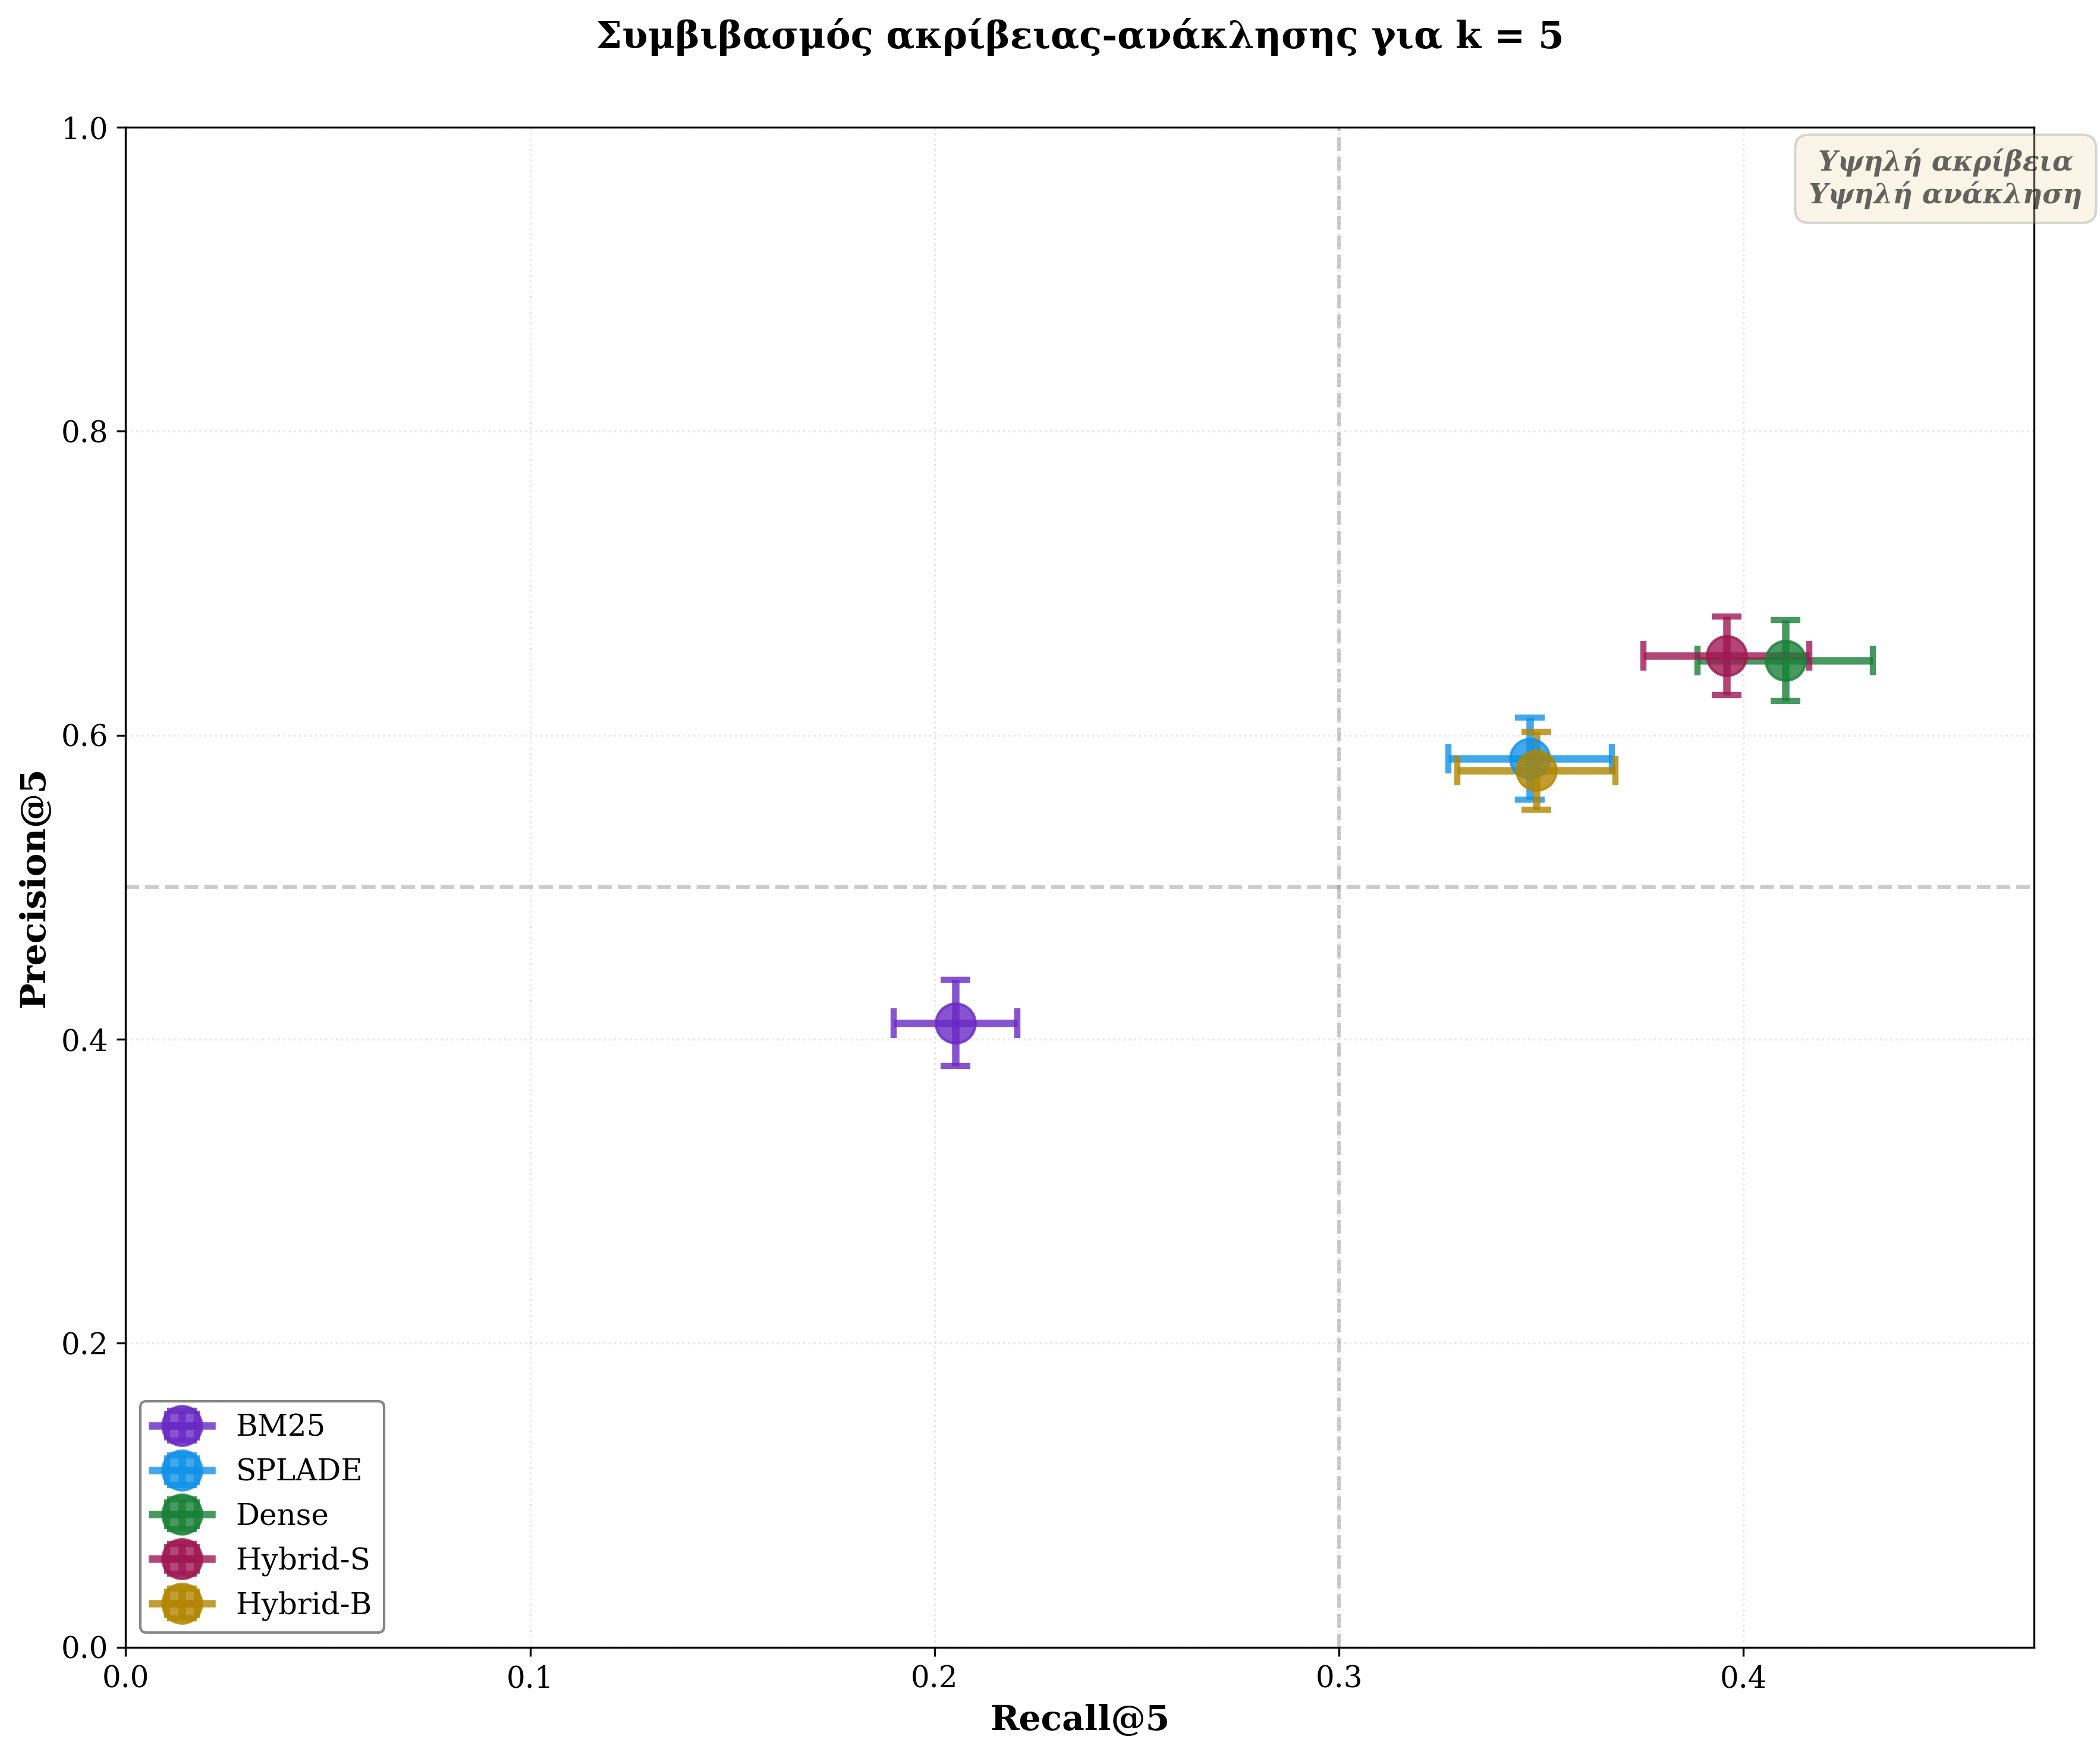 Συμβιβασμός ακρίβειας-ανάκλησης για k = 5
Υψηλή ακρίβεια
Υψηλή ανάκληση
1.0
0.8
0.6
0.4
0.2
0.0
Precision@5
BM25
SPLADE
Dense
Hybrid-S
Hybrid-B
0.0
0.1
0.2
0.3
0.4
Recall@5